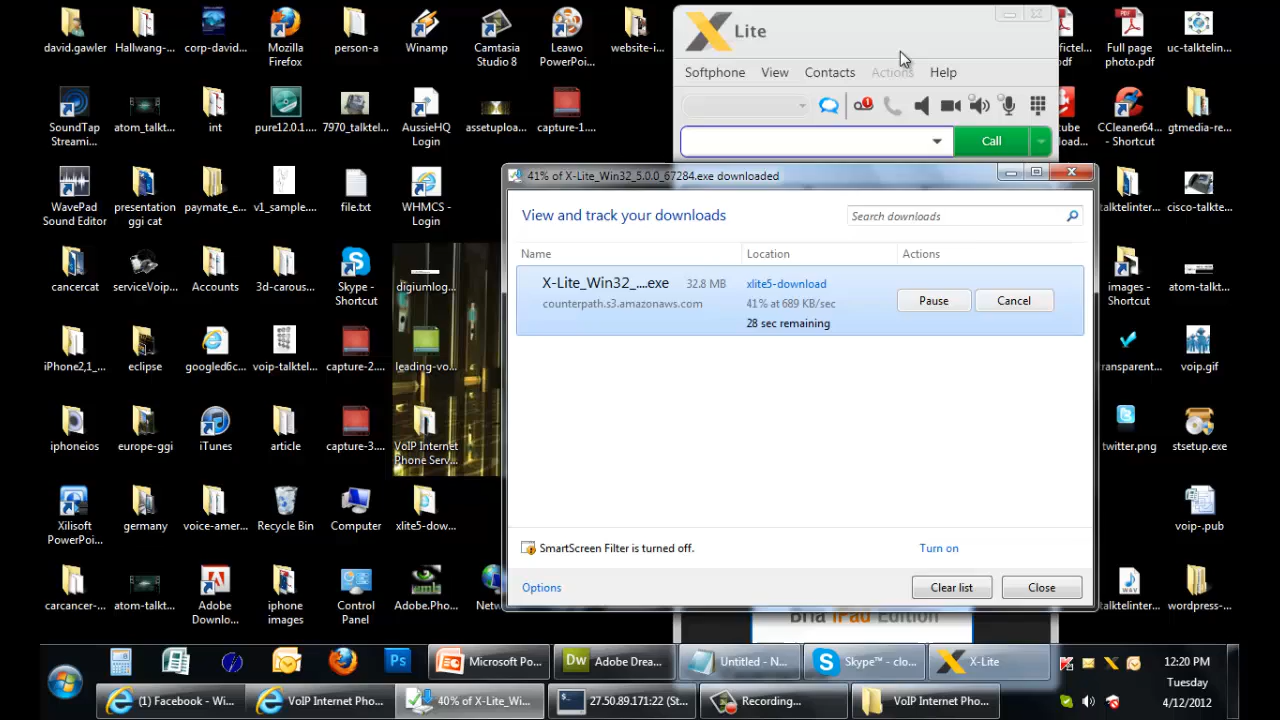 david.gawler
Hallwang-...
corp-david...
Mozilla
Firefox
person-a
Winamp
Camtasia
Studio 8
Leawo
PowerPoi...
website-i...
SoundTap
Streami...
atom_talkt...
int
pure12.0.1...
7970_talktel...
AussieHQ
Login
assetuploa...
capture-1....
WavePad
Sound Editor
presentation
ggi cat
paymate_e...
v1_sample....
file.txt
WHMCS -
Login
cancercat
serviceVoip...
Accounts
3d-carous...
Skype -
Shortcut
digiumlog...
iPhone2,1_...
eclipse
googled6c...
voip-talktel...
capture-2....
leading-vo...
iphoneios
europe-ggi
iTunes
article
capture-3....
VoIP Internet
Phone Serv...
Xilisoft
PowerPoi...
germany
voice-amer...
Recycle Bin
Computer
xlite5-dow...
carcancer-...
atom-talkt...
Adobe
Downlo...
iphone
images
Control
Panel
Adobe.Pho...
Lite
Softphone View Contacts Actions Help
Call
41% of X-Lite_Win32_5.0.0_67284.exe downloaded
View and track your downloads
Search downloads
Name Location Actions
X-Lite_Win32_....exe 32.8 MB xlite5-download
counterpath.s3.amazonaws.com 41% at 689 KB/sec
28 sec remaining
Pause Cancel
SmartScreen Filter is turned off. Turn on
Options Clear list Close
Bria iPad Edition
Full page
photo.pdf
uc-talktelin...
CCleaner64...
- Shortcut
gtmedia-re...
cisco-talkte...
images -
Shortcut
atom-talkt...
voip.gif
twitter.png
stsetup.exe
voip-.pub
wordpress-...
Microsoft Po...
Adobe Drea...
Untitled - N...
Skype™ - clo...
X-Lite
(1) Facebook - Wi...
VoIP Internet Pho...
40% of X-Lite_Wi...
27.50.89.171:22 (St...
Recording...
VoIP Internet Pho...
12:20 PM
Tuesday
4/12/2012